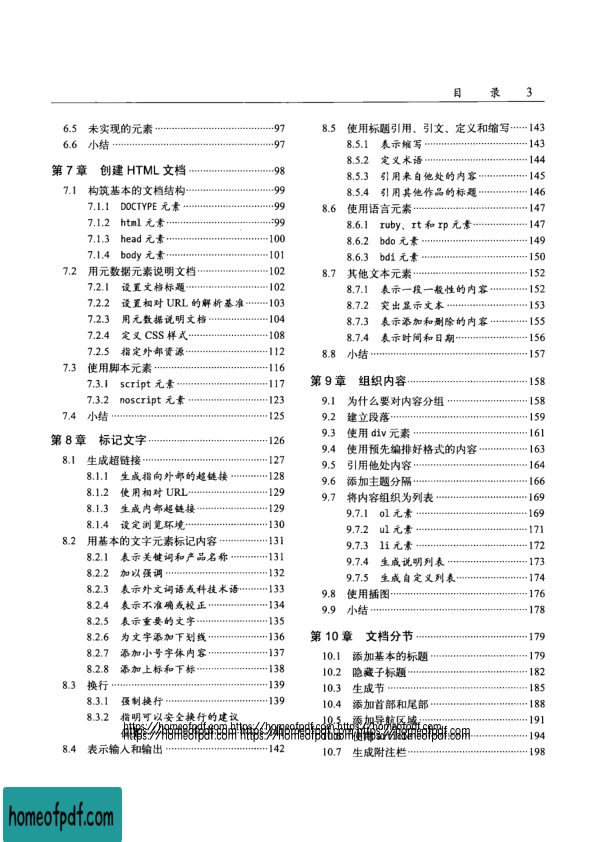 目 录 3
6.5 未实现的元素 ……97
6.6 小结 ……97
第 7 章 创建 HTML 文档 ……98
7.1 构筑基本的文档结构……99
7.1.1 DOCTYPE 元素 ……99
7.1.2 html 元素……99
7.1.3 head 元素……100
7.1.4 body 元素……101
7.2 用元数据元素说明文档……102
7.2.1 设置文档标题……102
7.2.2 设置相对 URL 的解析基准……103
7.2.3 用元数据说明文档……104
7.2.4 定义 CSS 样式……108
7.2.5 指定外部资源……112
7.3 使用脚本元素……116
7.3.1 script 元素……117
7.3.2 noscript 元素……123
7.4 小结……125
第 8 章 标记文字……126
8.1 生成超链接……127
8.1.1 生成指向外部的超链接……128
8.1.2 使用相对 URL……129
8.1.3 生成内部超链接……129
8.1.4 设定浏览环境……130
8.2 用基本的文字元素标记内容……131
8.2.1 表示关键词和产品名称……131
8.2.2 加以强调……132
8.2.3 表示外文词语或科技术语……133
8.2.4 表示不准确或校正……134
8.2.5 表示重要的文字……135
8.2.6 为文字添加下划线……136
8.2.7 添加小号字体内容……137
8.2.8 添加上标和下标……138
8.3 换行……139
8.3.1 强制换行……139
8.3.2 指明可以安全换行的建议
8.4 表示输入和输出……142
8.5 使用标题引用、引文、定义和缩写……143
8.5.1 表示缩写……143
8.5.2 定义术语……144
8.5.3 引用来自他处的内容……145
8.5.4 引用其他作品的标题……146
8.6 使用语言元素……147
8.6.1 ruby、rt 和 rp 元素……147
8.6.2 bdo 元素……149
8.6.3 bdi 元素……150
8.7 其他文本元素……152
8.7.1 表示一段一般性的内容……152
8.7.2 突出显示文本……153
8.7.3 表示添加和删除的内容……155
8.7.4 表示时间和日期……156
8.8 小结……157
第 9 章 组织内容……158
9.1 为什么要对内容分组……158
9.2 建立段落……159
9.3 使用 div 元素……161
9.4 使用预先编排好格式的内容……163
9.5 引用他处内容……164
9.6 添加主题分隔……166
9.7 将内容组织为列表……169
9.7.1 ol 元素……169
9.7.2 ul 元素……171
9.7.3 li 元素……172
9.7.4 生成说明列表……173
9.7.5 生成自定义列表……174
9.8 使用插图……176
9.9 小结……178
第 10 章 文档分节……179
10.1 添加基本的标题……179
10.2 隐藏子标题……182
10.3 生成节……185
10.4 添加首部和尾部……188
10.5 添加导航区域……191
……194
10.7 生成附注栏……198
https://homeofpdf.com https://homeofpdf.com https://homeofpdf.com
https://homeofpdf.com https://homeofpdf.com https://homeofpdf.com
homeofpdf.com